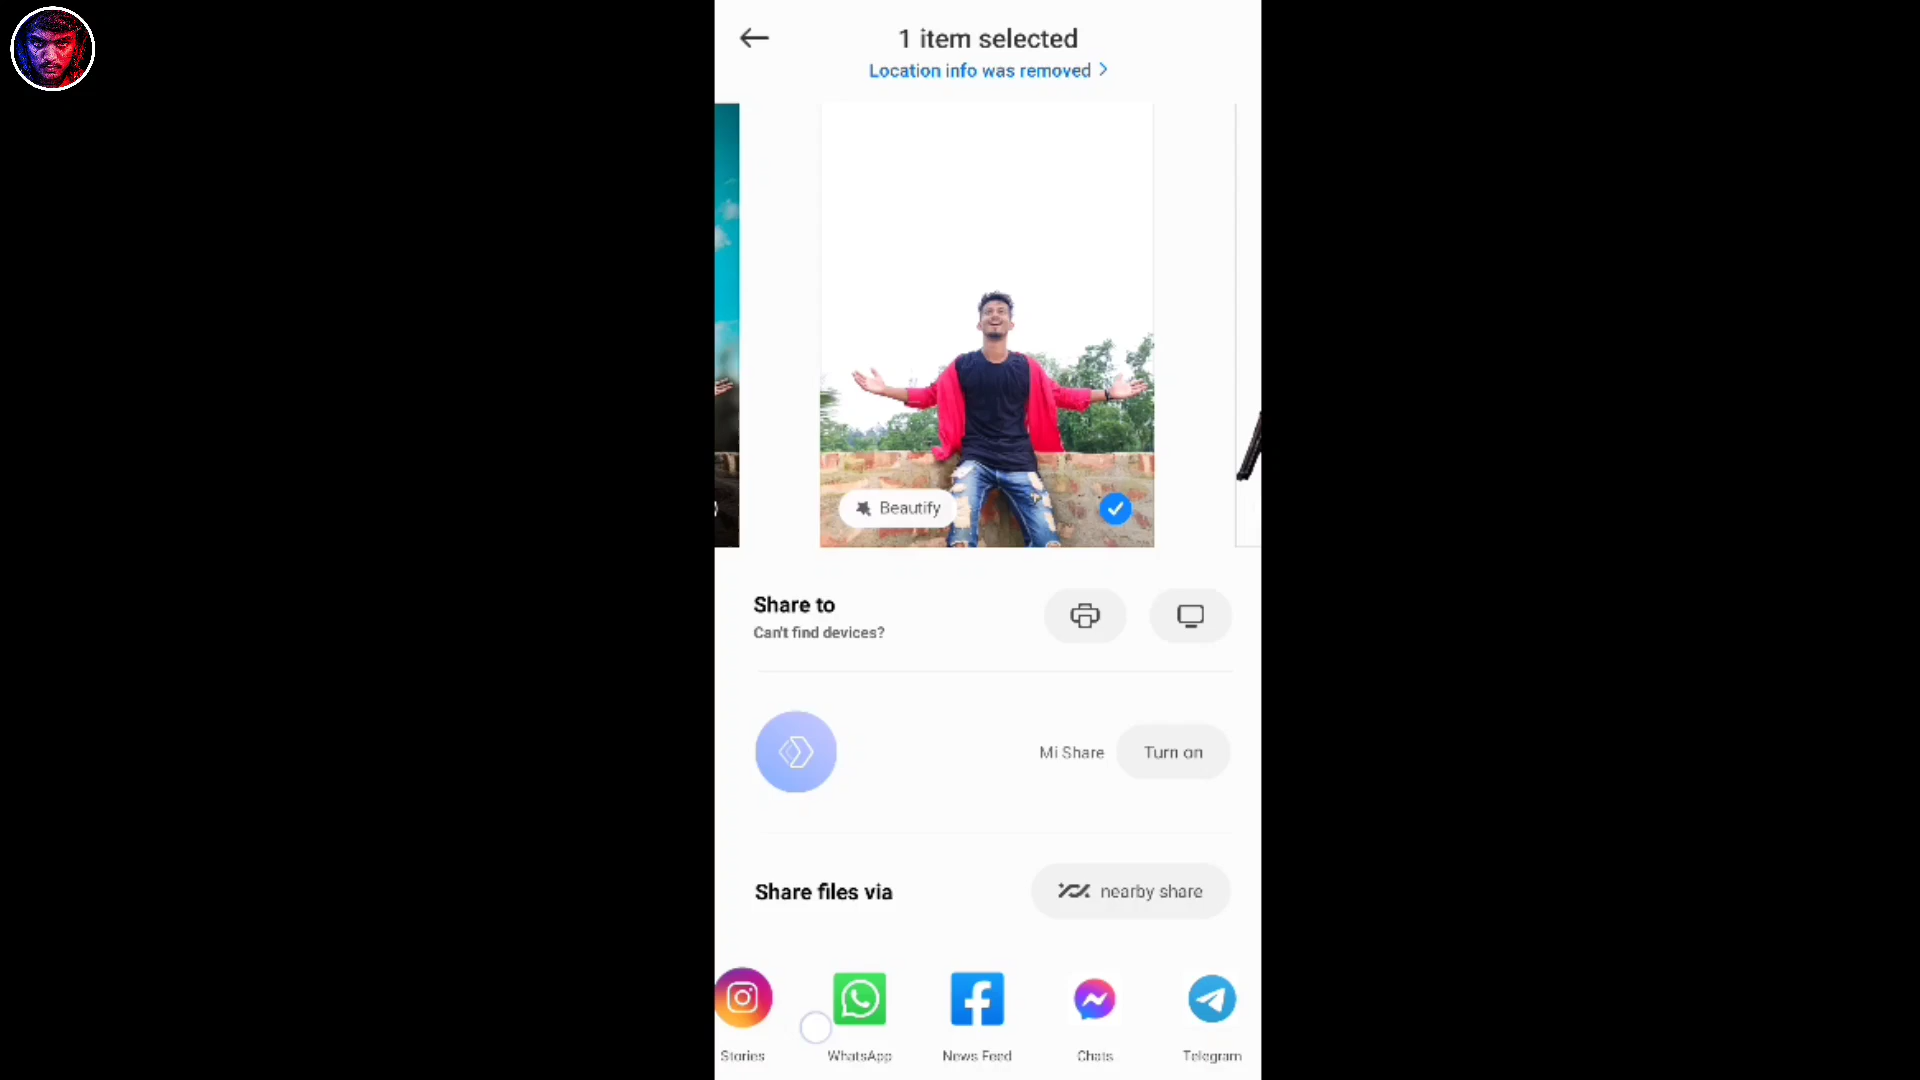 1 item selected
Location info was removed
Beautify
Share to
Can't find devices?
Mi Share
Turn on
Share files via
nearby share
Stories
WhatsApp
News Feed
Chats
Telegram